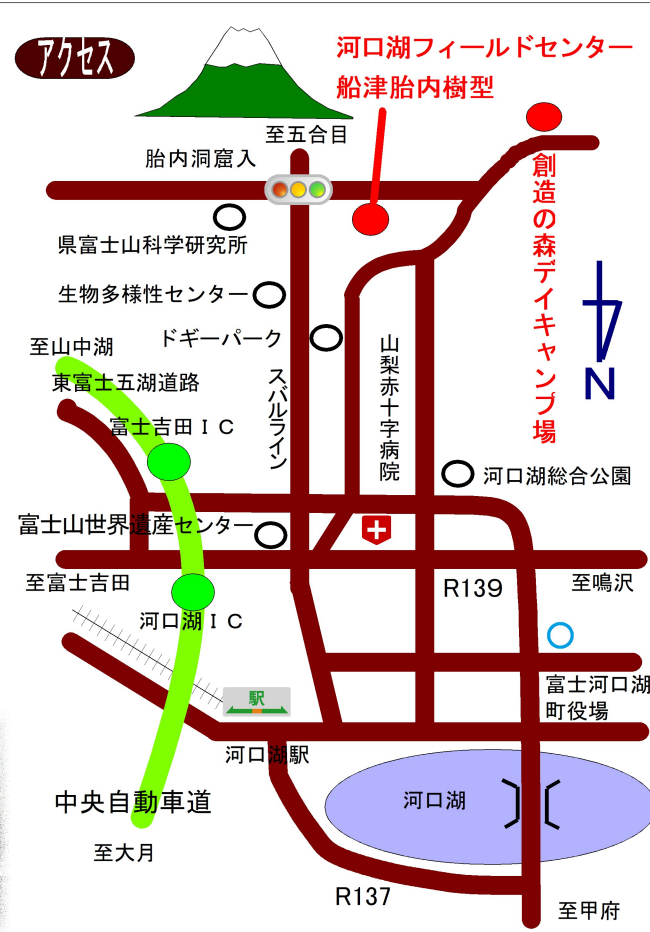 アクセス
河口湖フィールドセンター
船津胎内樹型
至五合目
胎内洞窟入
創造の森デイキャンプ場
県富士山科学研究所
生物多様性センター
ドギーパーク
至山中湖
山梨赤十字病院
スバルライン
東富士五湖道路
N
富士吉田IC
河口湖総合公園
富士山世界遺産センター
至富士吉田
R139
至鳴沢
河口湖IC
富士河口湖
町役場
駅
河口湖駅
中央自動車道
河口湖
至大月
R137
至甲府